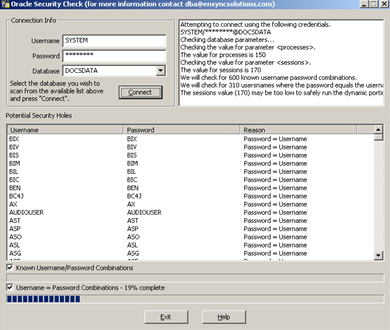 Oracle Security Check (for more information contact dba@ensyncsolutions.com)
Connection Info
Username SYSTEM
Password ********
Database DOCSDATA
Select the database you wish to
scan from the available list above
and press "Connect".
Connect
Attempting to connect using the following credentials.
SYSTEM/********@DOCSDATA
Checking database parameters...
Checking the value for parameter <processes>.
The value for processes is 150
Checking the value for parameter <sessions>.
The value for sessions is 170
We will check for 600 known username password combinations.
We will check for 310 usersnames where the password equals the userna
The sessions value (170) may be too low to safely run the dynamic portio
Potential Security Holes
Username Password Reason
BIX BIX Password = Username
BIV BIV Password = Username
BIS BIS Password = Username
BIM BIM Password = Username
BIL BIL Password = Username
BIC BIC Password = Username
BEN BEN Password = Username
BC4J BC4J Password = Username
AX AX Password = Username
AUDIOUSER AUDIOUSER Password = Username
AST AST Password = Username
ASP ASP Password = Username
ASO ASO Password = Username
ASL ASL Password = Username
ASG ASG Password = Username
Known Username/Password Combinations
Username = Password Combinations - 19% complete
Exit Help